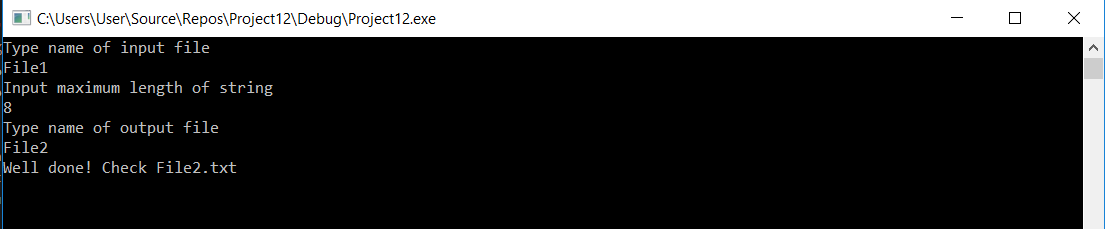 C:\Users\User\Source\Repos\Project12\Debug\Project12.exe
Type name of input file
File1
Input maximum length of string
8
Type name of output file
File2
Well done! Check File2.txt